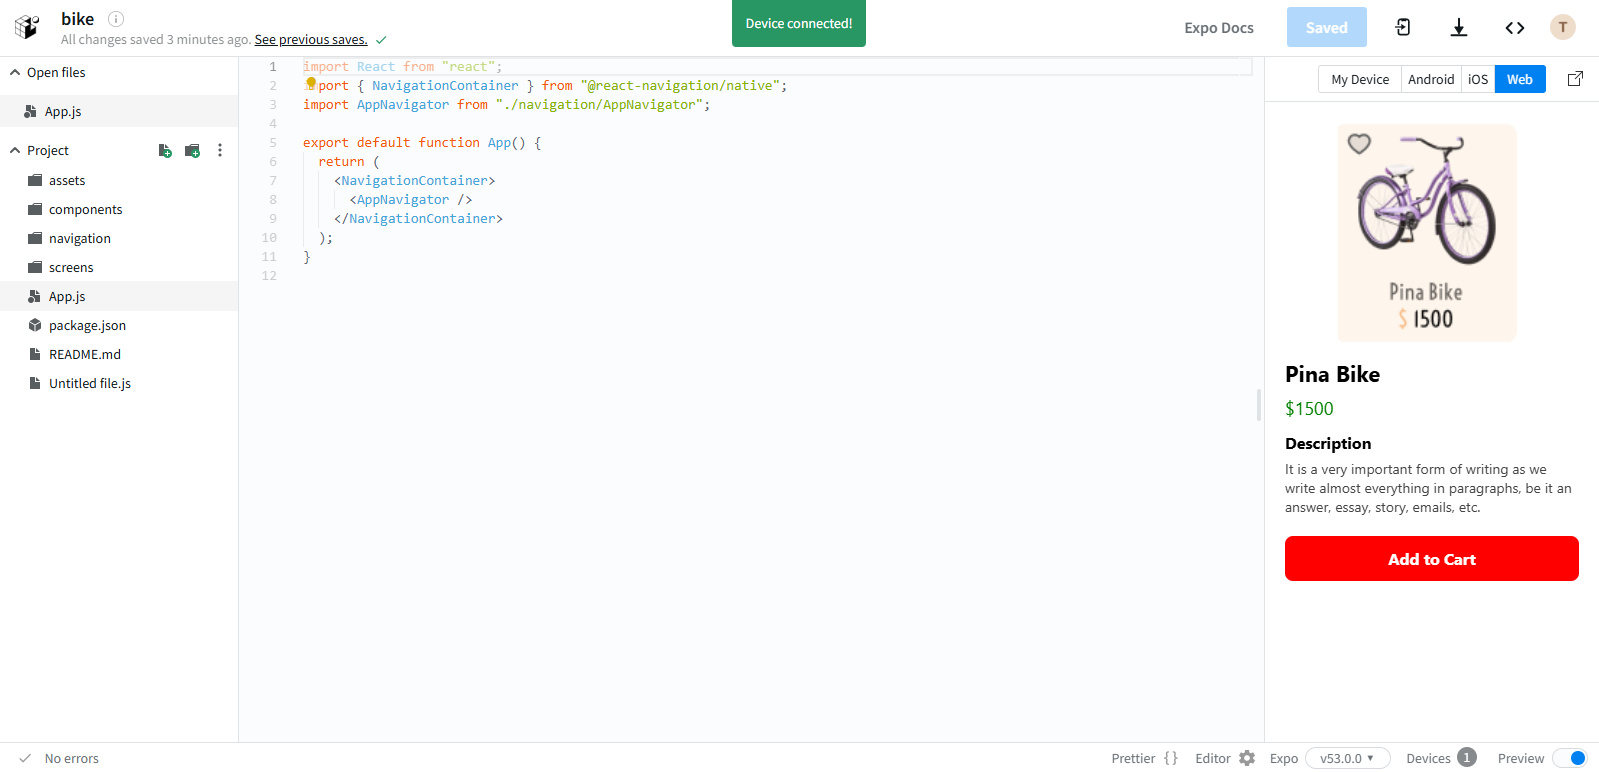 bike
All changes saved 3 minutes ago. See previous saves.
Device connected!
Expo Docs
Saved
T
Open files
App.js
Project
assets
components
navigation
screens
App.js
package.json
README.md
Untitled file.js
1 import React from "react";
2 import { NavigationContainer } from "@react-navigation/native";
3 import AppNavigator from "./navigation/AppNavigator";
4
5 export default function App() {
6 return (
7 <NavigationContainer>
8 <AppNavigator />
9 </NavigationContainer>
10 );
11 }
12
My Device Android iOS Web
Pina Bike
$ 1500
Pina Bike
$1500
Description
It is a very important form of writing as we
write almost everything in paragraphs, be it an
answer, essay, story, emails, etc.
Add to Cart
No errors
Prettier {} Editor Expo v53.0.0 Devices 1 Preview